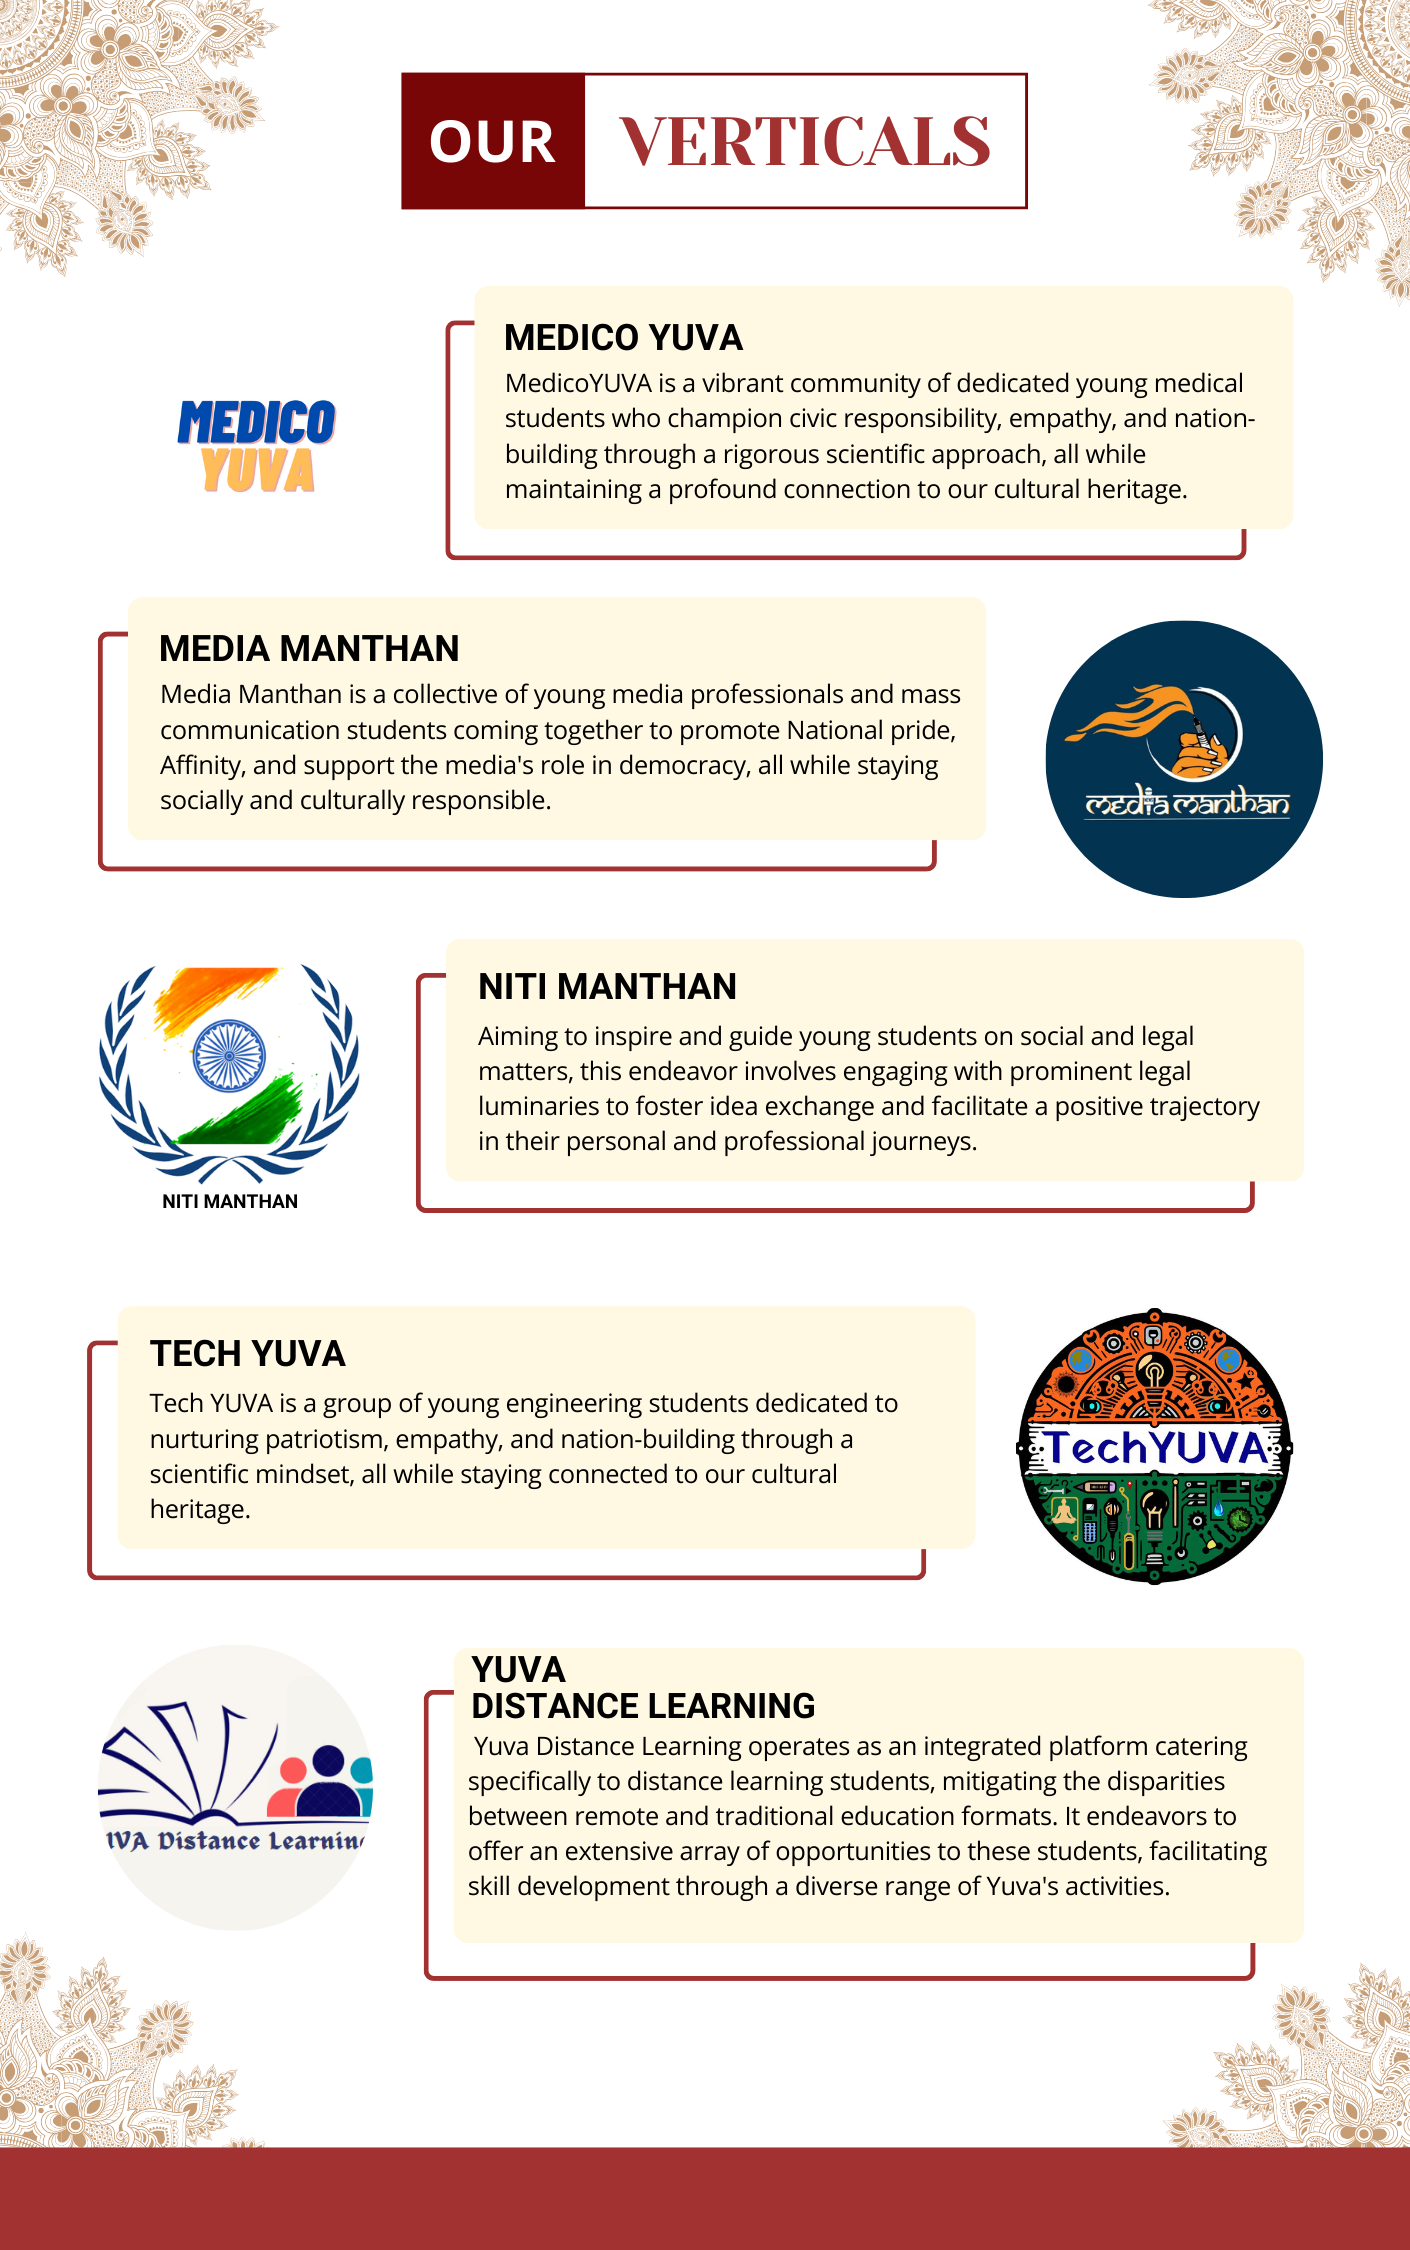 OUR VERTICALS
MEDICO YUVA
MedicoYUVA is a vibrant community of dedicated young medical
students who champion civic responsibility, empathy, and nation-
building through a rigorous scientific approach, all while
maintaining a profound connection to our cultural heritage.
MEDICO
YUVA
MEDIA MANTHAN
Media Manthan is a collective of young media professionals and mass
communication students coming together to promote National pride,
Affinity, and support the media's role in democracy, all while staying
socially and culturally responsible.
media manthan
NITI MANTHAN
Aiming to inspire and guide young students on social and legal
matters, this endeavor involves engaging with prominent legal
luminaries to foster idea exchange and facilitate a positive trajectory
in their personal and professional journeys.
NITI MANTHAN
TECH YUVA
Tech YUVA is a group of young engineering students dedicated to
nurturing patriotism, empathy, and nation-building through a
scientific mindset, all while staying connected to our cultural
heritage.
TechYUVA
YUVA
DISTANCE LEARNING
Yuva Distance Learning operates as an integrated platform catering
specifically to distance learning students, mitigating the disparities
between remote and traditional education formats. It endeavors to
offer an extensive array of opportunities to these students, facilitating
skill development through a diverse range of Yuva's activities.
Distance